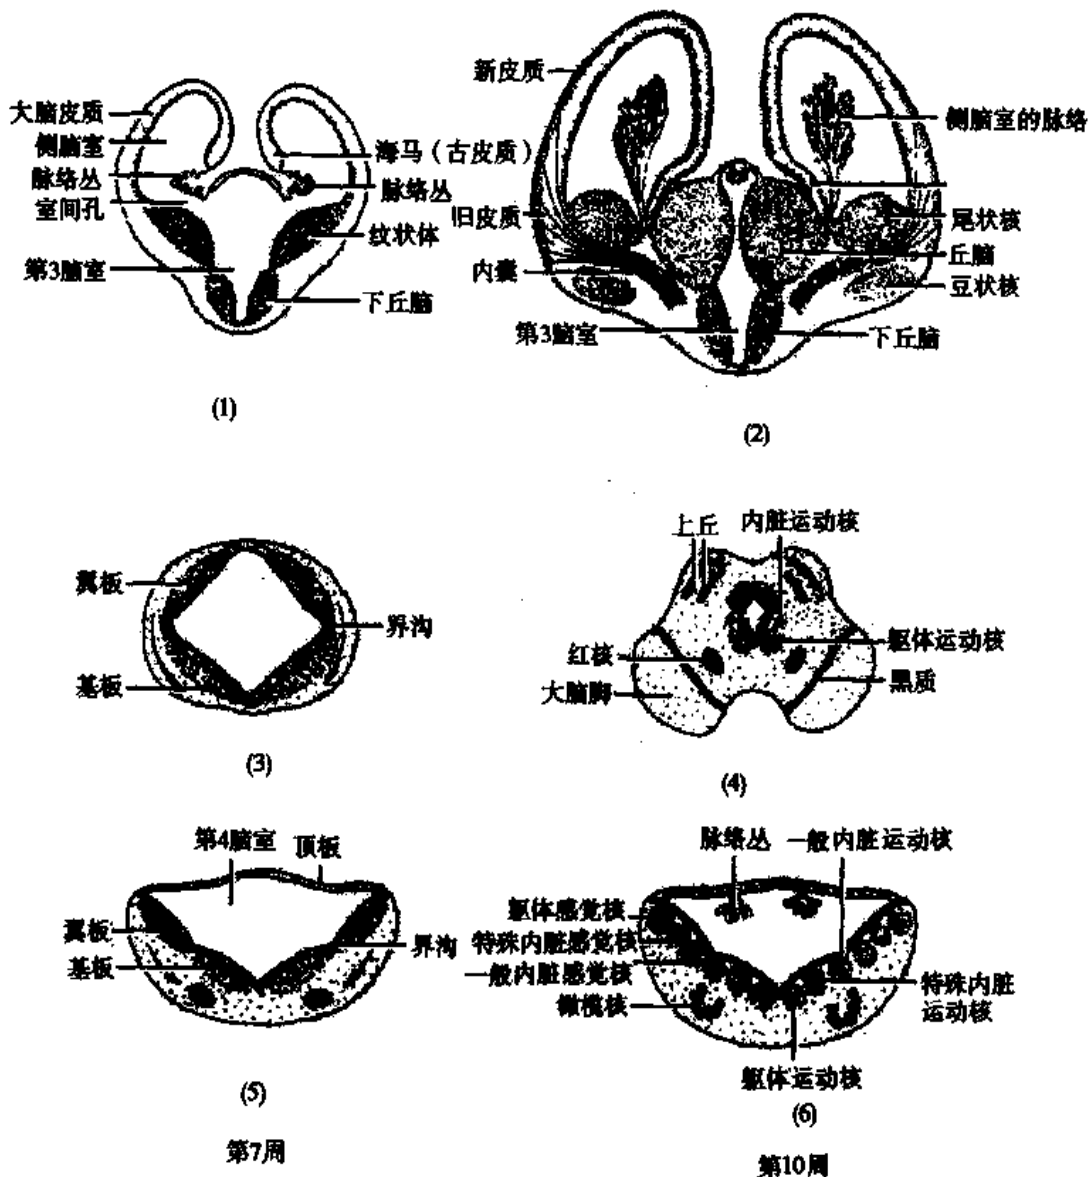 大脑皮质
侧脑室
脉络丛
室间孔
第3脑室
海马（古皮质）
脉络丛
纹状体
下丘脑
(1)
新皮质
旧皮质
内囊
第3脑室
侧脑室的脉络
尾状核
丘脑
豆状核
下丘脑
(2)
翼板
基板
界沟
(3)
上丘
内脏运动核
红核
大脑脚
躯体运动核
黑质
(4)
第4脑室
顶板
翼板
基板
界沟
(5)
第7周
脉络丛
一般内脏运动核
躯体感觉核
特殊内脏感觉核
一般内脏感觉核
橄榄核
特殊内脏
运动核
躯体运动核
(6)
第10周